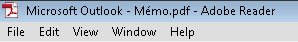 Microsoft Outlook - Mémo.pdf - Adobe Reader
File Edit View Window Help